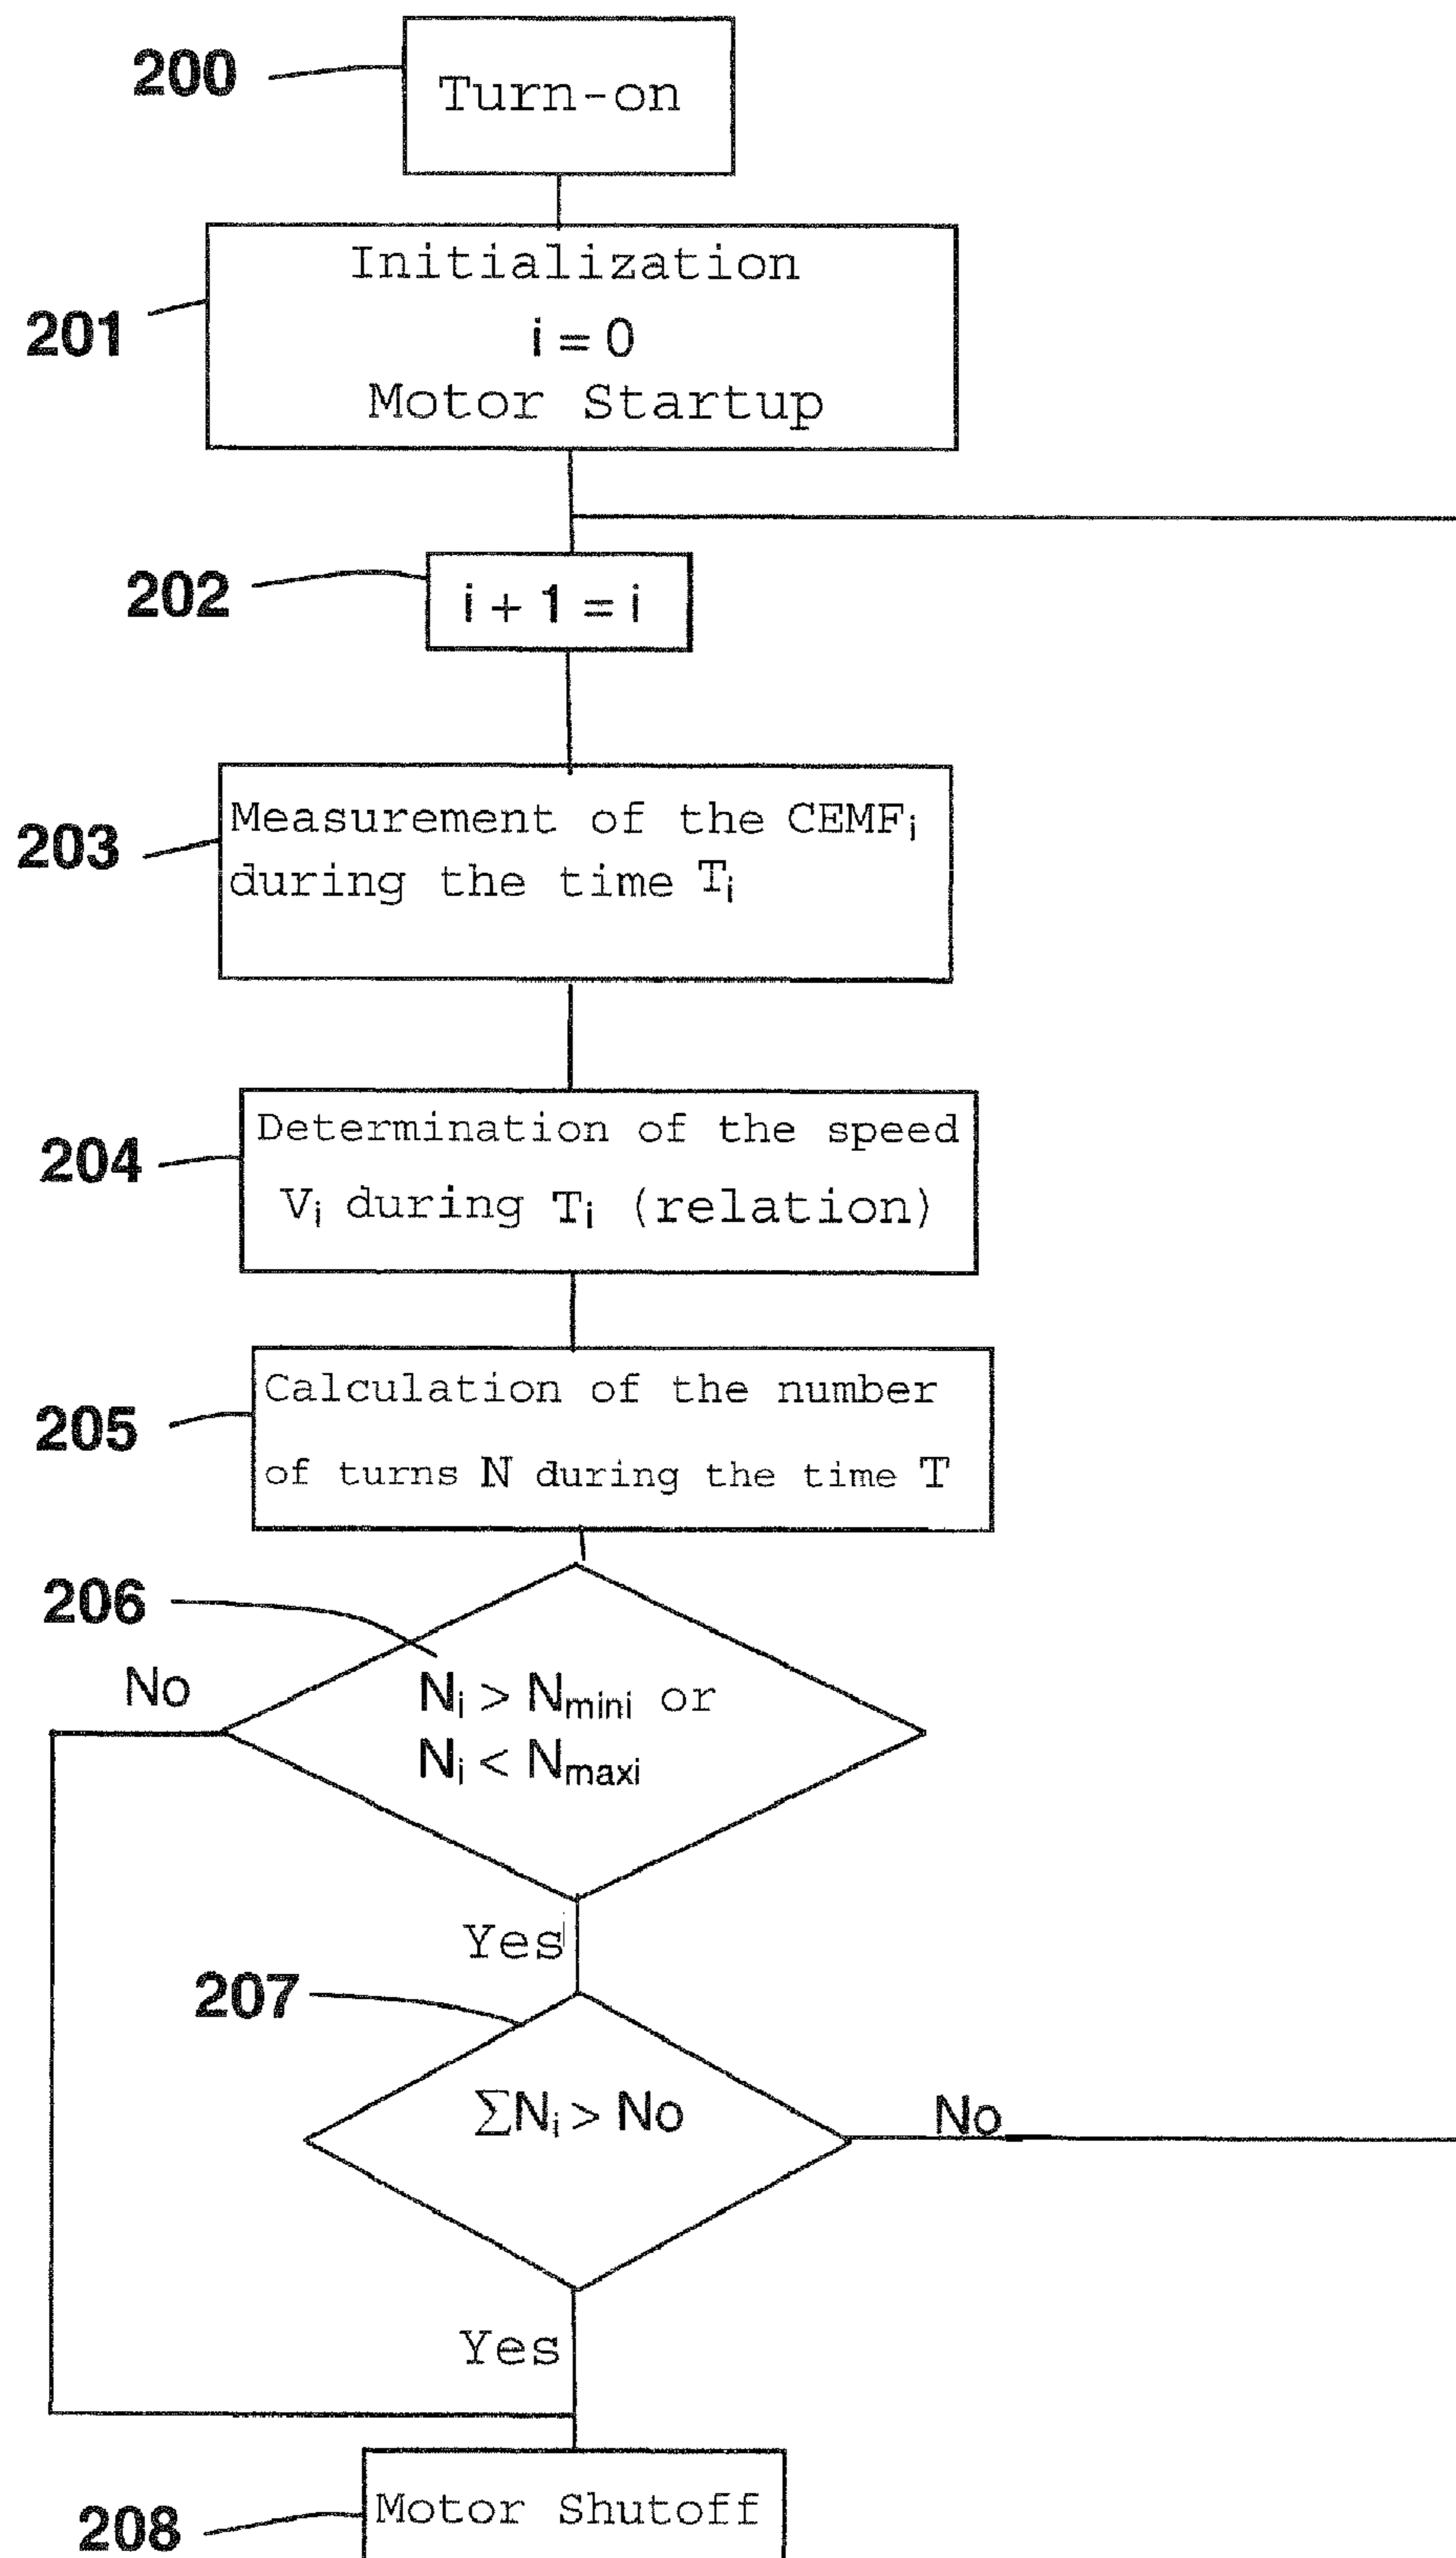 200
Turn-on
201
Initialization
i = 0
Motor Startup
202
i + 1 = i
203
Measurement of the CEMFi
during the time Ti
204
Determination of the speed
Vi during Ti (relation)
205
Calculation of the number
of turns N during the time T
206
No
Ni > Nmini or
Ni < Nmaxi
Yes
207
∑Ni > No
No
Yes
208
Motor Shutoff